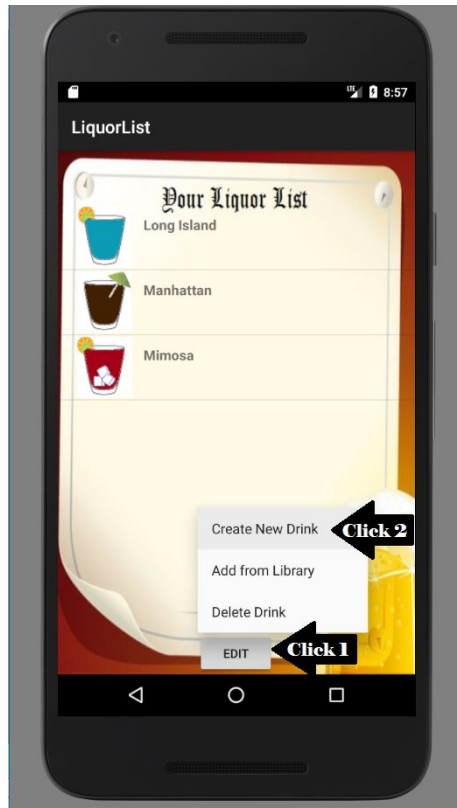 LTE 8:57
LiquorList
Your Liquor List
Long Island
Manhattan
Mimosa
Create New Drink Click 2
Add from Library
Delete Drink
EDIT Click 1